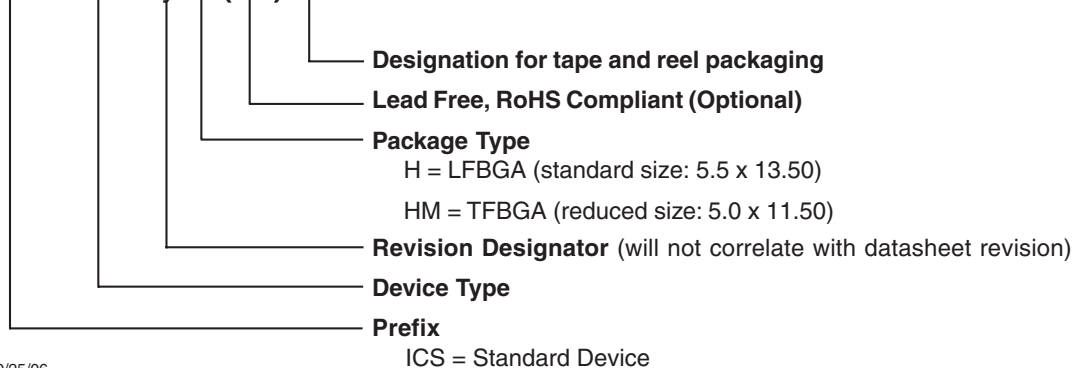 Designation for tape and reel packaging
Lead Free, RoHS Compliant (Optional)
Package Type
H = LFBGA (standard size: 5.5 x 13.50)
HM = TFBGA (reduced size: 5.0 x 11.50)
Revision Designator (will not correlate with datasheet revision)
Device Type
Prefix
ICS = Standard Device